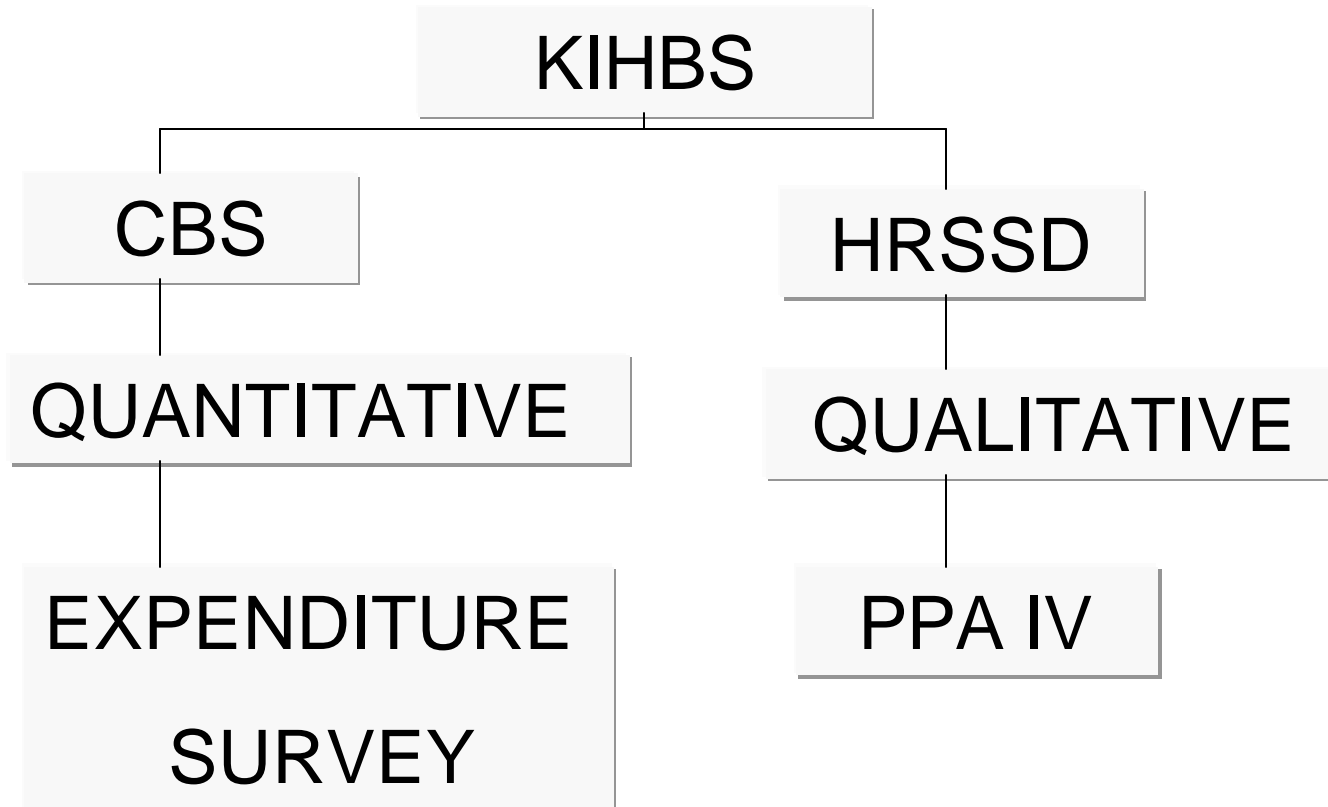 KIHBS
CBS
HRSSD
QUANTITATIVE
QUALITATIVE
EXPENDITURE
SURVEY
PPA IV